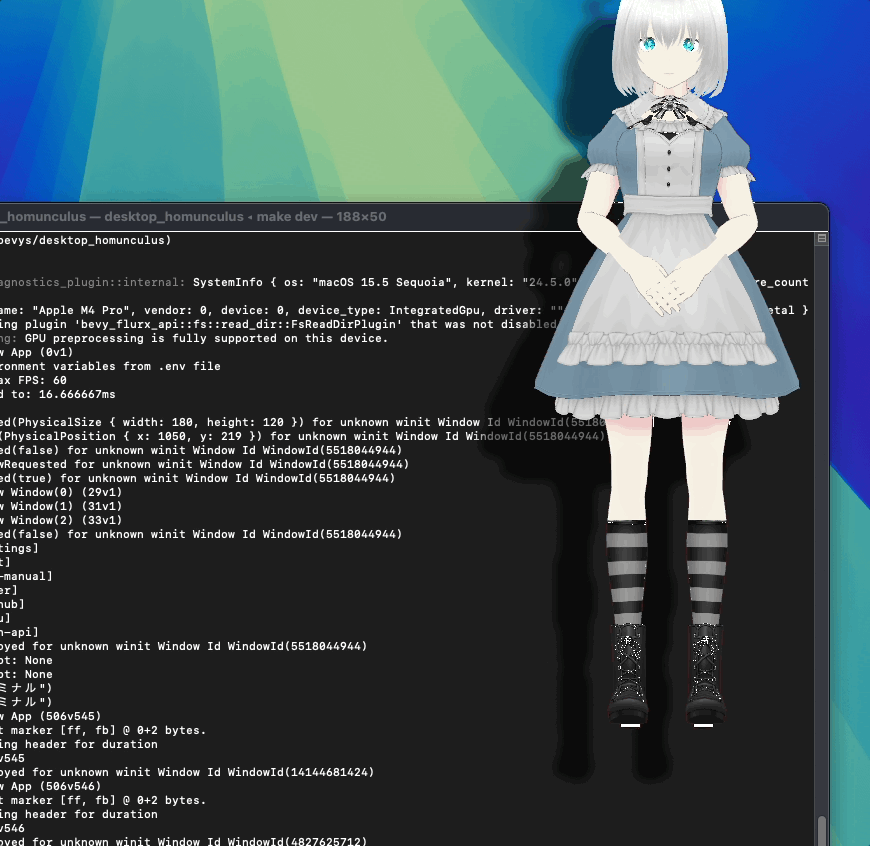 _homunculus — desktop_homunculus • make dev — 188×50
bevys/desktop_homunculus)
agnostics_plugin::internal: SystemInfo { os: "macOS 15.5 Sequoia", kernel: "24.5.0" re_count
ame: "Apple M4 Pro", vendor: 0, device: 0, device_type: IntegratedGpu, driver: "" etal }
ing plugin 'bevy_flurx_api::fs::read_dir::FsReadDirPlugin' that was not disabled
ng: GPU preprocessing is fully supported on this device.
w App (0v1)
ronment variables from .env file
ax FPS: 60
d to: 16.666667ms
ed(PhysicalSize { width: 180, height: 120 }) for unknown winit Window Id WindowId(55180
(PhysicalPosition { x: 1050, y: 219 }) for unknown winit Window Id WindowId(5518044944)
ed(false) for unknown winit Window Id WindowId(5518044944)
wRequested for unknown winit Window Id WindowId(5518044944)
ed(true) for unknown winit Window Id WindowId(5518044944)
w Window(0) (29v1)
w Window(1) (31v1)
w Window(2) (33v1)
ed(false) for unknown winit Window Id WindowId(5518044944)
tings]
t]
-manual]
er]
hub]
u]
n-api]
oyed for unknown winit Window Id WindowId(5518044944)
pt: None
pt: None
ミナル")
ミナル")
w App (506v545)
t marker [ff, fb] @ 0+2 bytes.
ing header for duration
v545
oyed for unknown winit Window Id WindowId(14144681424)
w App (506v546)
t marker [ff, fb] @ 0+2 bytes.
ing header for duration
v546
oyed for unknown winit Window Id WindowId(4827625712)